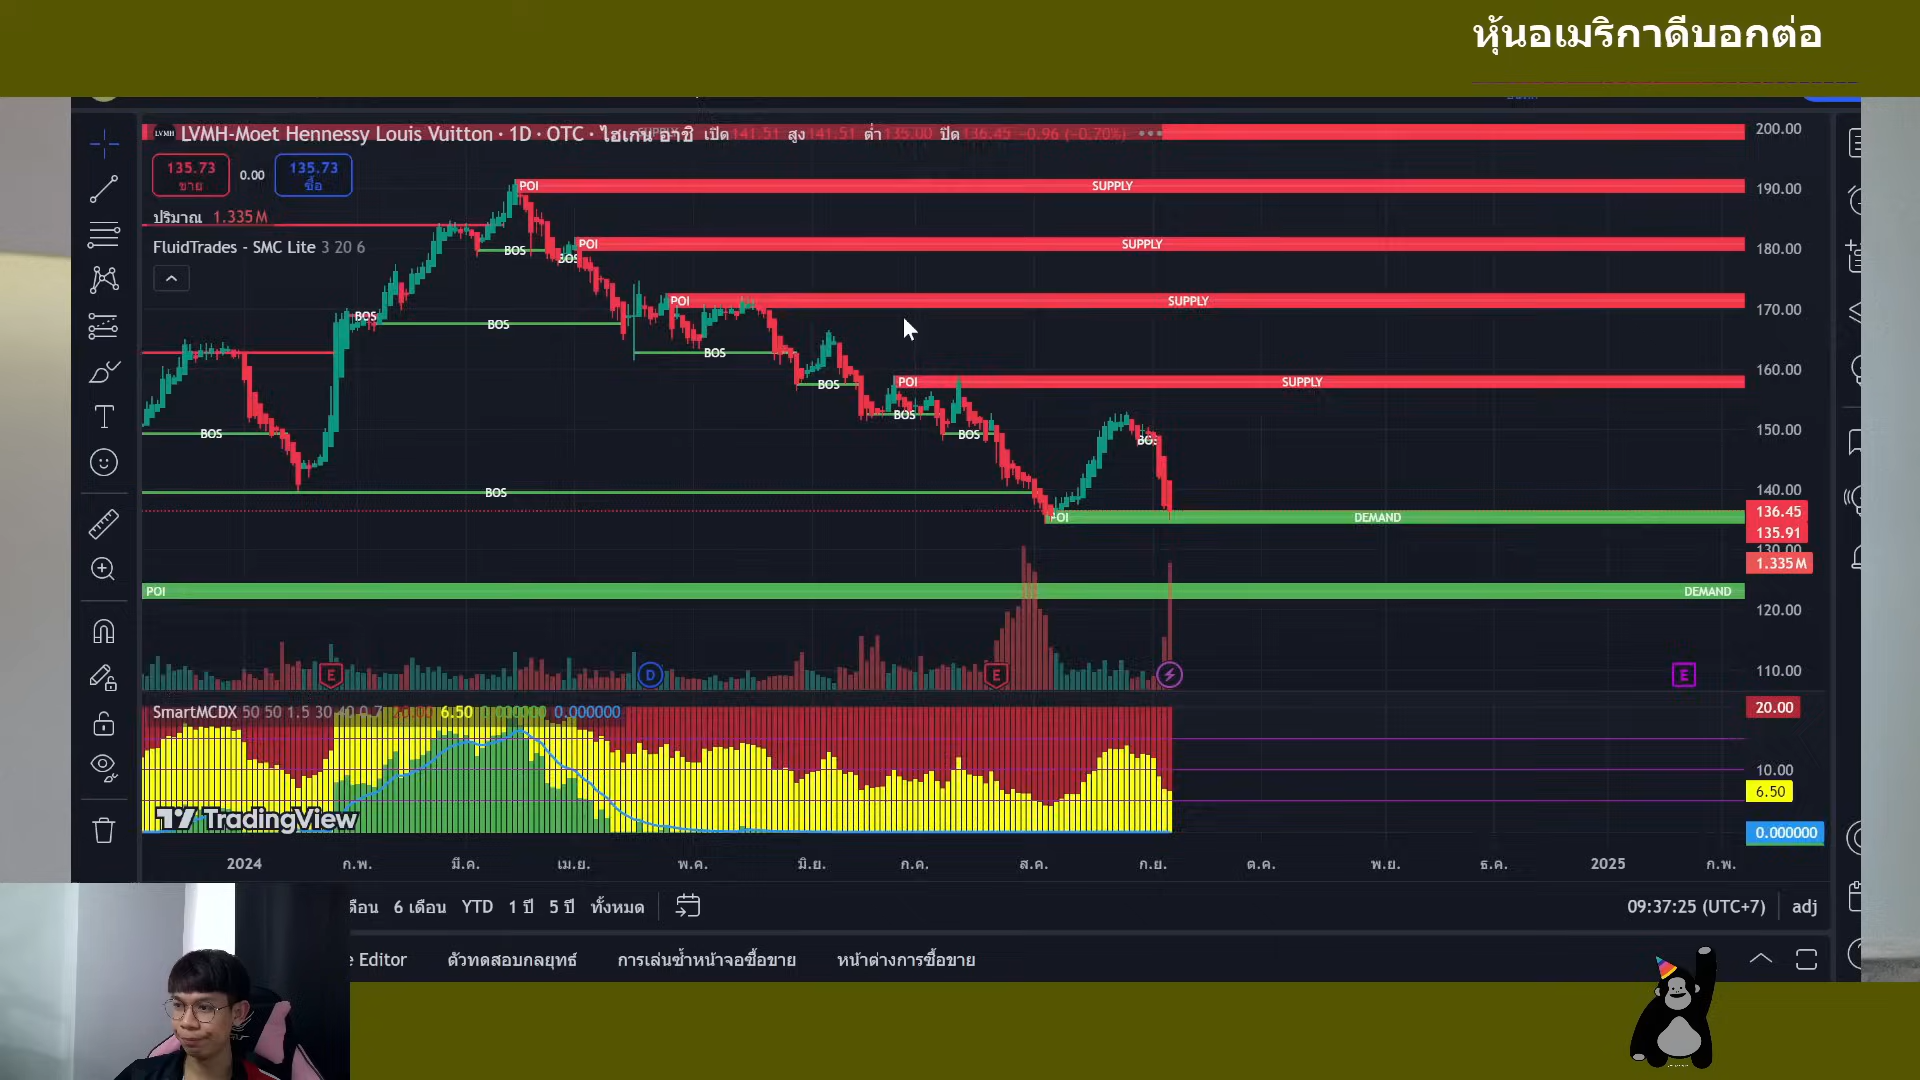 หุ้นอเมริกาดีบอกต่อ
LVMH-Moet Hennessy Louis Vuitton · 1D · OTC · ไฮเกน อาชิ เปิด 141.51 สูง 141.51 ต่ำ 135.00 ปิด 136.45 −0.96 (−0.70%)
135.73 ขาย 0.00 135.73 ซื้อ
ปริมาณ 1.335 M
FluidTrades - SMC Lite 3 20 6
200.00
POI SUPPLY 190.00
BOS POI SUPPLY 180.00
BOS
POI SUPPLY 170.00
BOS BOS
BOS
160.00
BOS POI SUPPLY
BOS
BOS BOS BOS 150.00
BOS 140.00
136.45
POI DEMAND
135.91
130.00
1.335 M
POI DEMAND
120.00
E D E E 110.00
SmartMCDX 50 50 1.5 30 40 0.7 6.50 0.000000
20.00
10.00
6.50
TradingView
0.000000
2024 ก.พ. มี.ค. เม.ย. พ.ค. มิ.ย. ก.ค. ส.ค. ก.ย. ต.ค. พ.ย. ธ.ค. 2025 ก.พ.
ดือน 6 เดือน YTD 1 ปี 5 ปี ทั้งหมด 09:37:25 (UTC+7) adj
e Editor ตัวทดสอบกลยุทธ์ การเล่นซ้ำหน้าจอซื้อขาย หน้าต่างการซื้อขาย